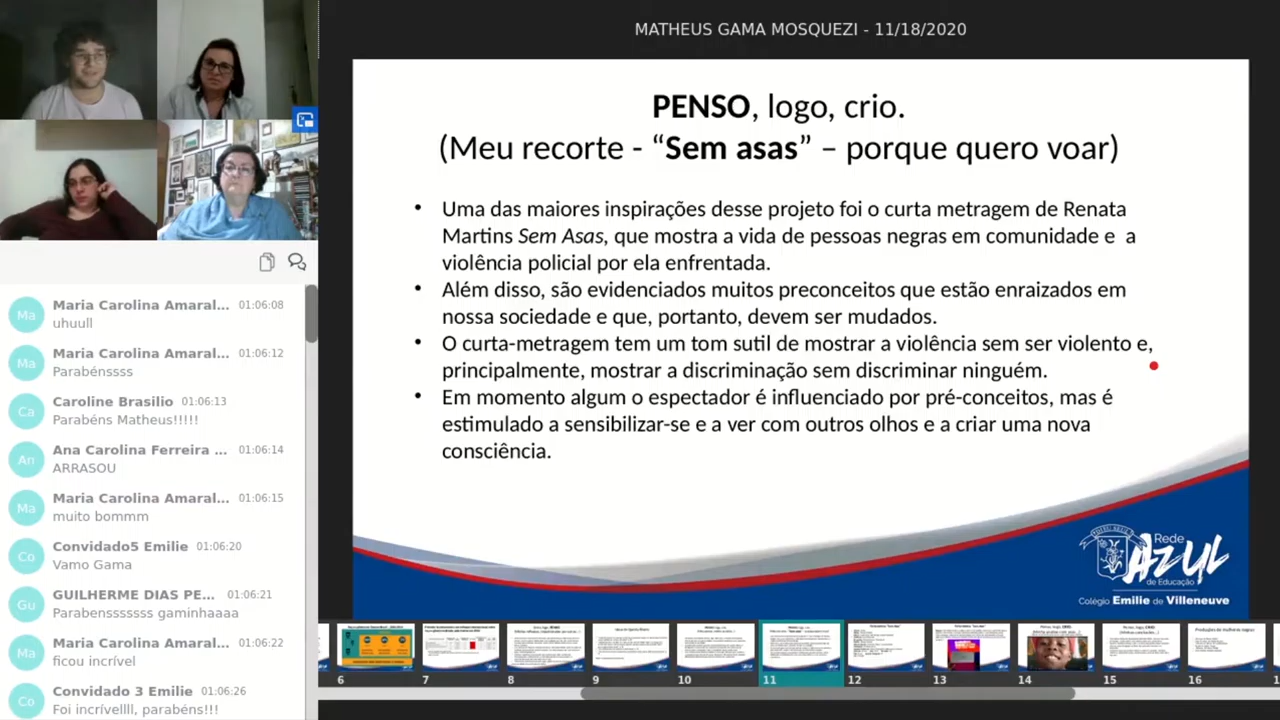 MATHEUS GAMA MOSQUEZI - 11/18/2020
PENSO, logo, crio.
(Meu recorte - “Sem asas” – porque quero voar)
• Uma das maiores inspirações desse projeto foi o curta metragem de Renata
Martins Sem Asas, que mostra a vida de pessoas negras em comunidade e a
violência policial por ela enfrentada.
• Além disso, são evidenciados muitos preconceitos que estão enraizados em
nossa sociedade e que, portanto, devem ser mudados.
• O curta-metragem tem um tom sutil de mostrar a violência sem ser violento e,
principalmente, mostrar a discriminação sem discriminar ninguém.
• Em momento algum o espectador é influenciado por pré-conceitos, mas é
estimulado a sensibilizar-se e a ver com outros olhos e a criar uma nova
consciência.
Rede
AZUL
de Educação
Colégio Emilie de Villeneuve
Ma
Maria Carolina Amaral... 01:06:08
uhuull
Ma
Maria Carolina Amaral... 01:06:12
Parabénssss
Ca
Caroline Brasilio 01:06:13
Parabéns Matheus!!!!!
An
Ana Carolina Ferreira ... 01:06:14
ARRASOU
Ma
Maria Carolina Amaral... 01:06:15
muito bommm
Co
Convidado5 Emilie 01:06:20
Vamo Gama
Gu
GUILHERME DIAS PE... 01:06:21
Parabensssssss gaminhaaaa
Ma
Maria Carolina Amaral... 01:06:22
ficou incrível
Co
Convidado 3 Emilie 01:06:26
Foi incrívellll, parabéns!!!
6
7
8
9
10
11
12
13
14
15
16